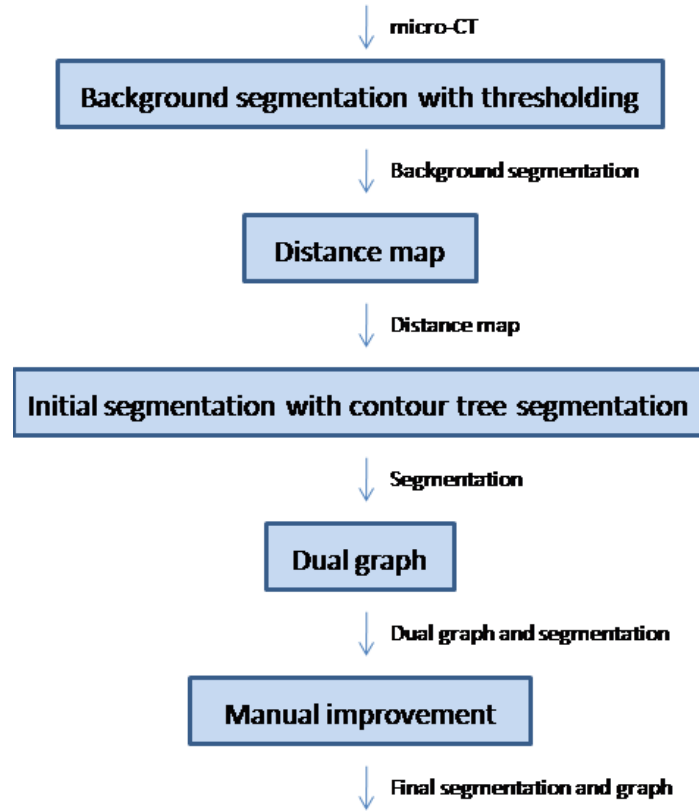 micro-CT
Background segmentation with thresholding
Background segmentation
Distance map
Distance map
Initial segmentation with contour tree segmentation
Segmentation
Dual graph
Dual graph and segmentation
Manual improvement
Final segmentation and graph